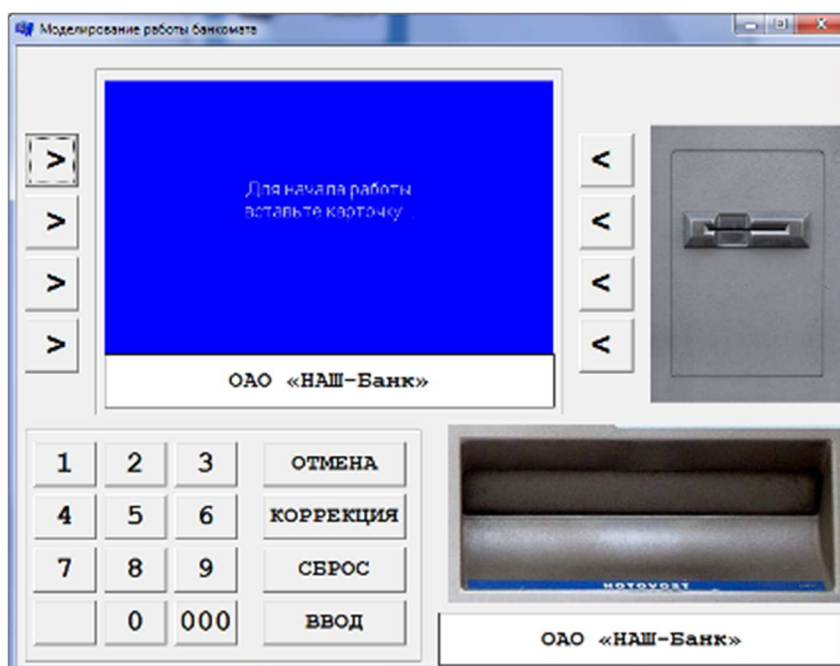 Моделирование работы банкомата
> <
Для начала работы
вставьте карточку...
> <
> <
> <
ОАО «НАШ-Банк»
1 2 3 ОТМЕНА
4 5 6 КОРРЕКЦИЯ
7 8 9 СБРОС
0 000 ВВОД
ОАО «НАШ-Банк»